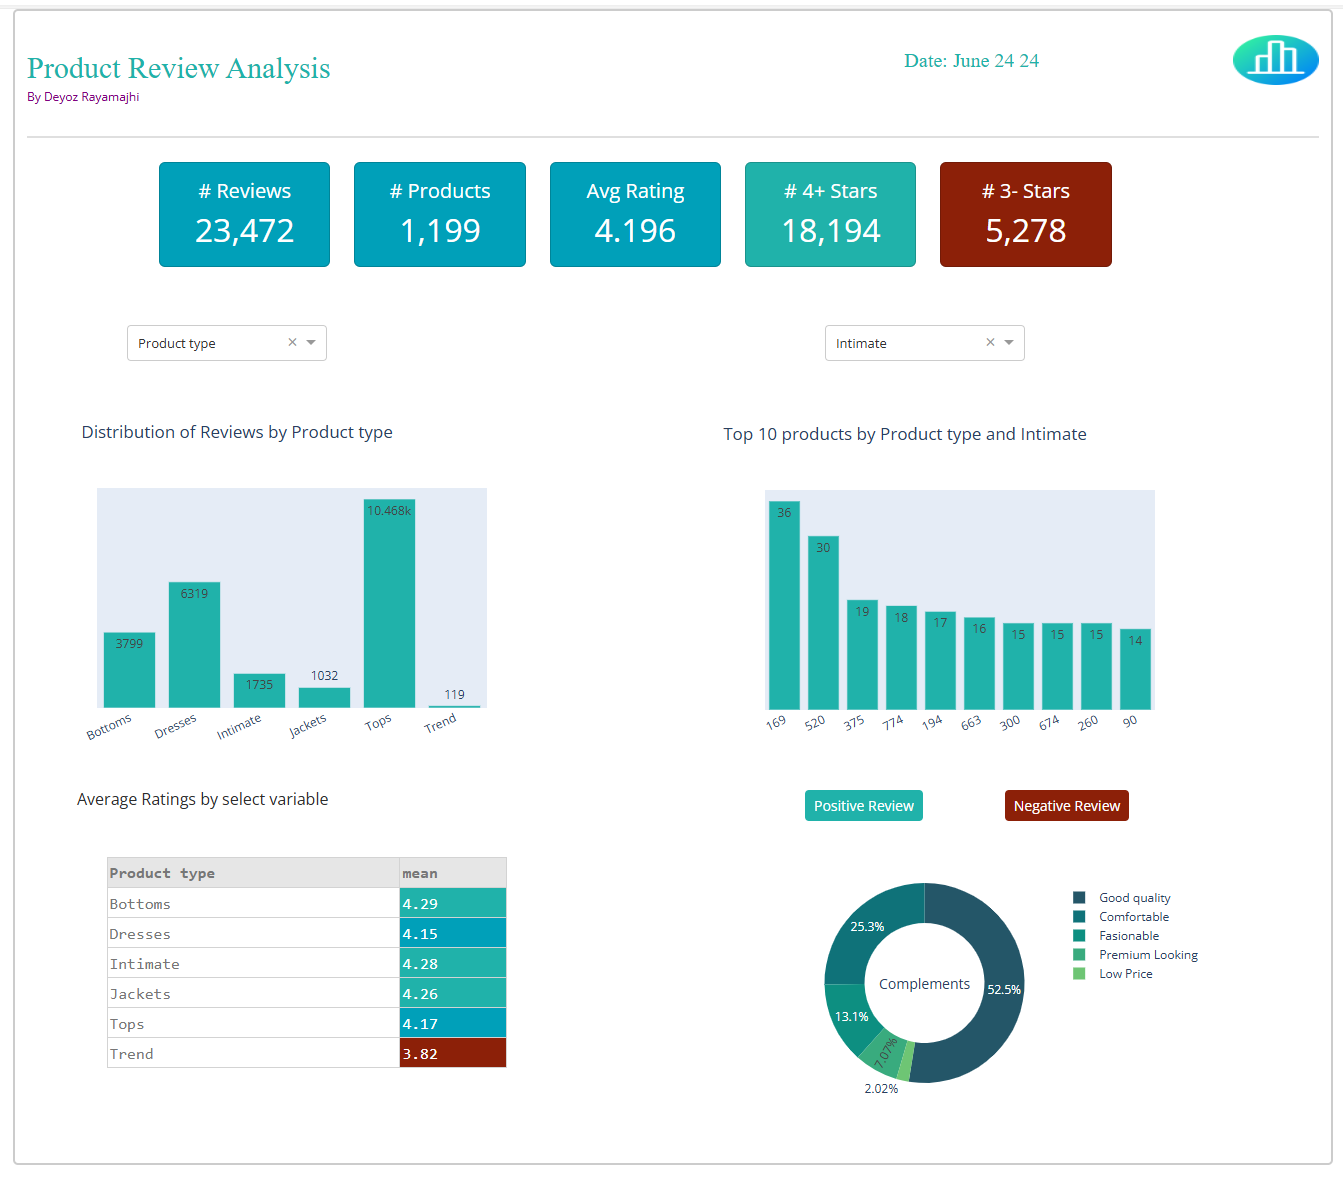 Product Review Analysis
By Deyoz Rayamajhi
Date: June 24 24
# Reviews
23,472
# Products
1,199
Avg Rating
4.196
# 4+ Stars
18,194
# 3- Stars
5,278
Product type
Intimate
Distribution of Reviews by Product type
10.468k
6319
3799
1735
1032
119
Bottoms
Dresses
Intimate
Jackets
Tops
Trend
Top 10 products by Product type and Intimate
36
30
19
18
17
16
15
15
15
14
169
520
375
774
194
663
300
674
260
90
Average Ratings by select variable
Product type mean
Bottoms 4.29
Dresses 4.15
Intimate 4.28
Jackets 4.26
Tops 4.17
Trend 3.82
Positive Review
Negative Review
25.3%
52.5%
13.1%
7.07%
2.02%
Complements
Good quality
Comfortable
Fasionable
Premium Looking
Low Price